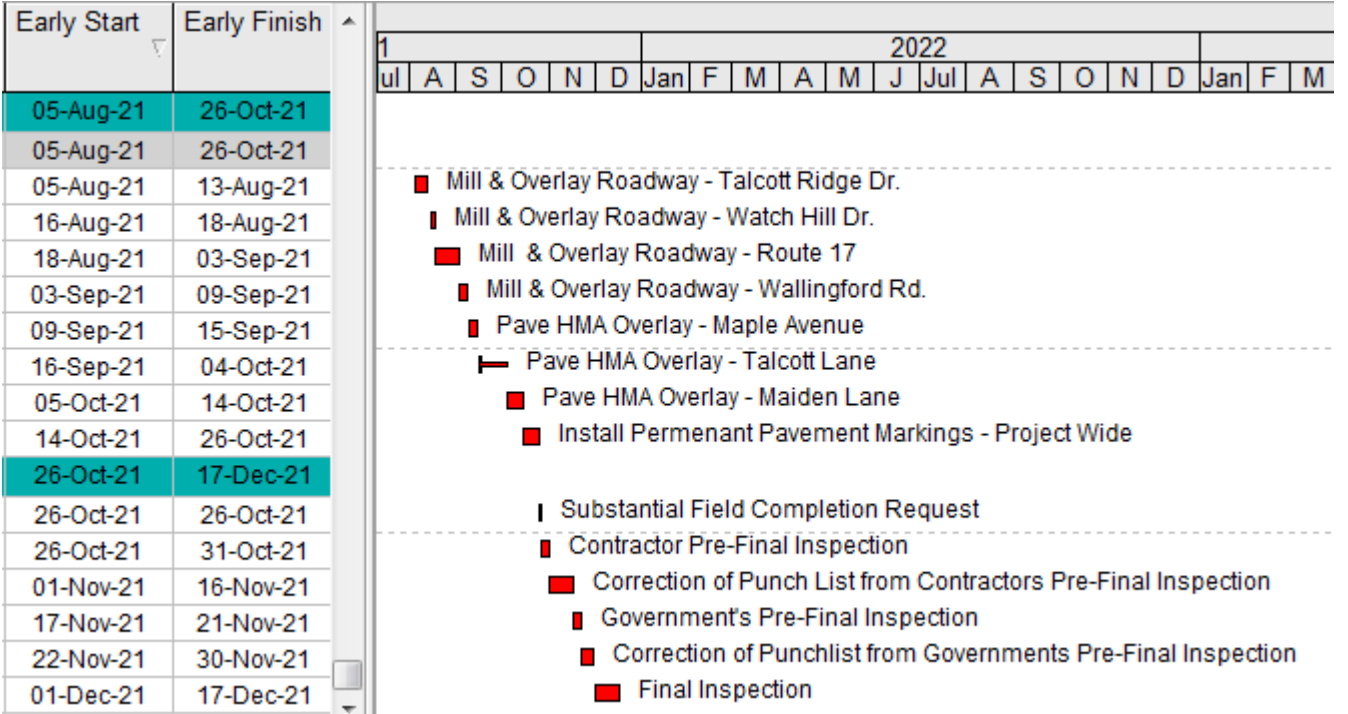 Early Start Early Finish
1 2022
ul A S O N D Jan F M A M J Jul A S O N D Jan F M
05-Aug-21 26-Oct-21
05-Aug-21 26-Oct-21
05-Aug-21 13-Aug-21 Mill & Overlay Roadway - Talcott Ridge Dr.
16-Aug-21 18-Aug-21 Mill & Overlay Roadway - Watch Hill Dr.
18-Aug-21 03-Sep-21 Mill & Overlay Roadway - Route 17
03-Sep-21 09-Sep-21 Mill & Overlay Roadway - Wallingford Rd.
09-Sep-21 15-Sep-21 Pave HMA Overlay - Maple Avenue
16-Sep-21 04-Oct-21 Pave HMA Overlay - Talcott Lane
05-Oct-21 14-Oct-21 Pave HMA Overlay - Maiden Lane
14-Oct-21 26-Oct-21 Install Permenant Pavement Markings - Project Wide
26-Oct-21 17-Dec-21
26-Oct-21 26-Oct-21 Substantial Field Completion Request
26-Oct-21 31-Oct-21 Contractor Pre-Final Inspection
01-Nov-21 16-Nov-21 Correction of Punch List from Contractors Pre-Final Inspection
17-Nov-21 21-Nov-21 Government's Pre-Final Inspection
22-Nov-21 30-Nov-21 Correction of Punchlist from Governments Pre-Final Inspection
01-Dec-21 17-Dec-21 Final Inspection